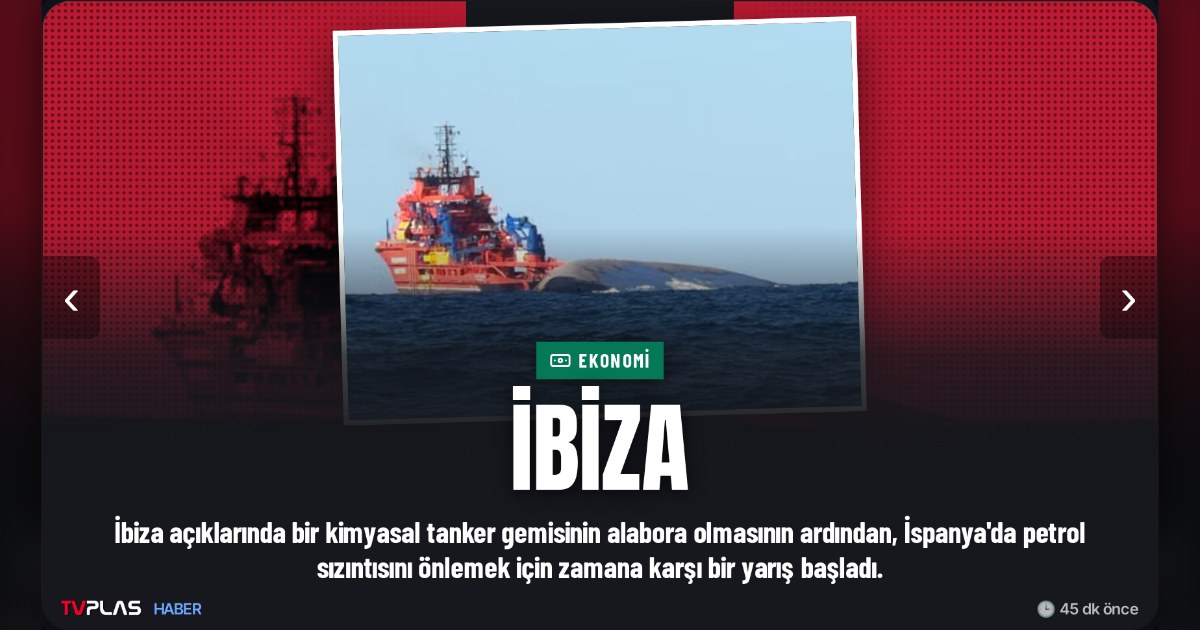 EKONOMİ
İBİZA
İbiza açıklarında bir kimyasal tanker gemisinin alabora olmasının ardından, İspanya'da petrol
sızıntısını önlemek için zamana karşı bir yarış başladı.
TVPLAS HABER
45 dk önce